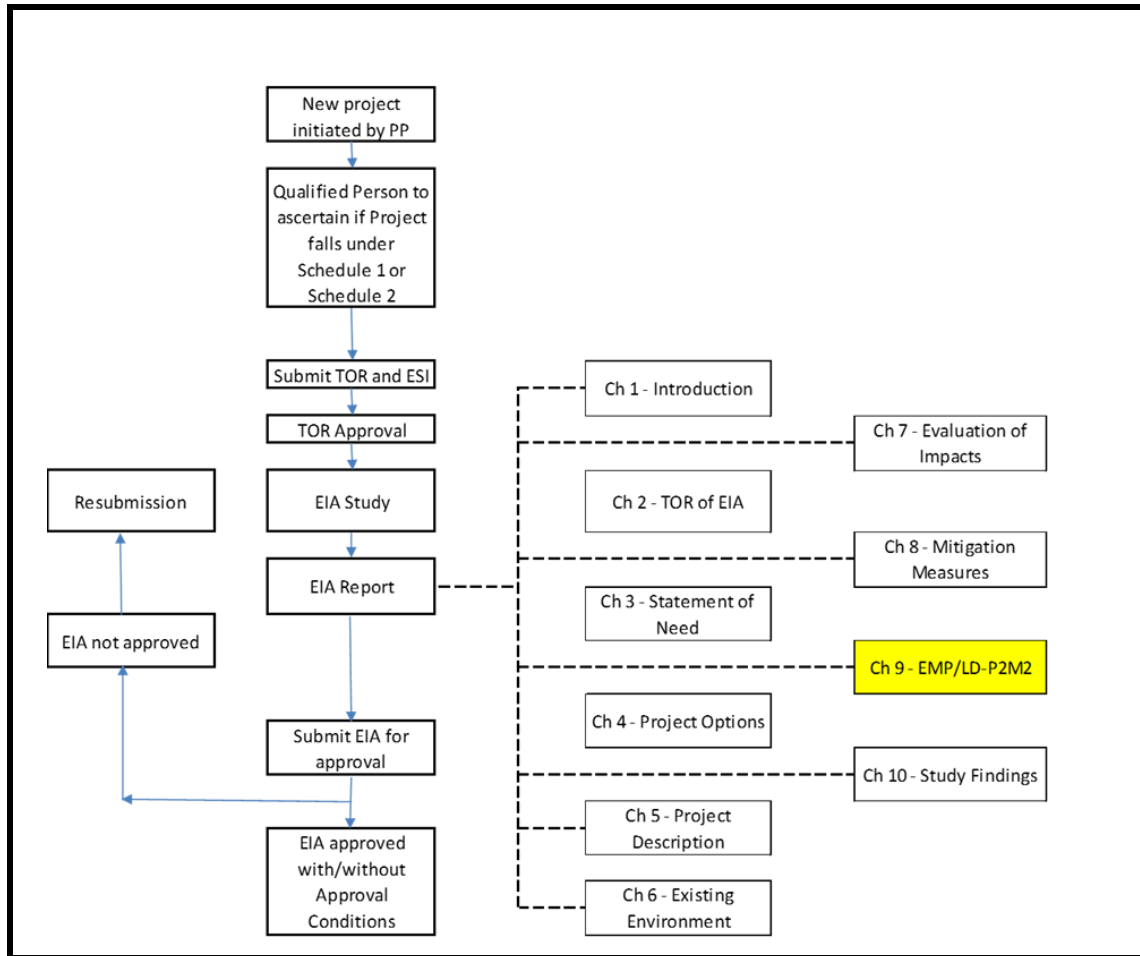 New project
initiated by PP
Qualified Person to
ascertain if Project
falls under
Schedule 1 or
Schedule 2
Submit TOR and ESI
TOR Approval
EIA Study
EIA Report
Submit EIA for
approval
EIA approved
with/without
Approval
Conditions
Resubmission
EIA not approved
Ch 1 - Introduction
Ch 7 - Evaluation of
Impacts
Ch 2 - TOR of EIA
Ch 8 - Mitigation
Measures
Ch 3 - Statement of
Need
Ch 9 - EMP/LD-P2M2
Ch 4 - Project Options
Ch 10 - Study Findings
Ch 5 - Project
Description
Ch 6 - Existing
Environment